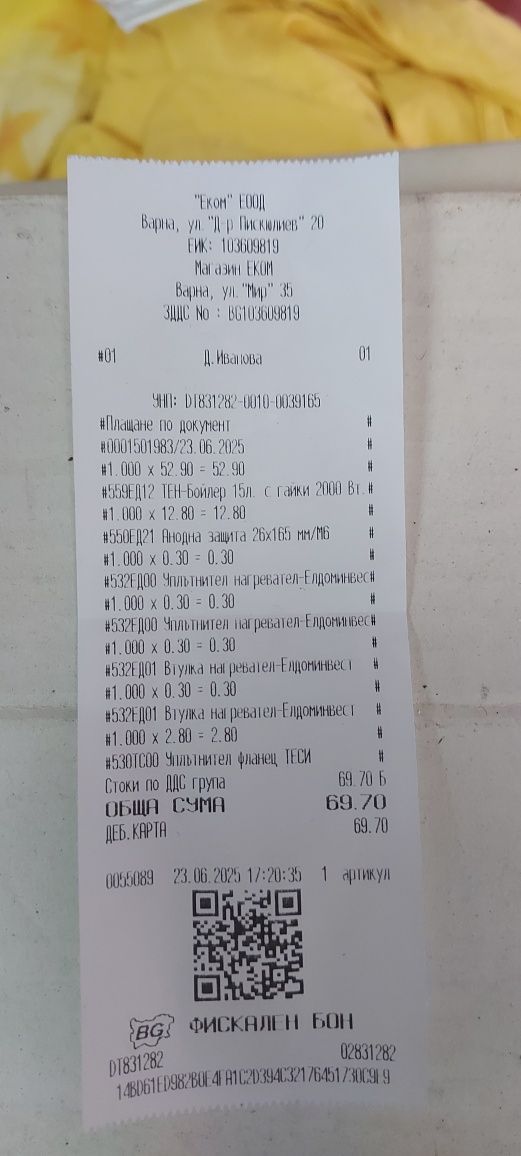 "Еком" ЕООД
Варна, ул. "Д-р Пискюлиев" 20
ЕИК: 103609819
Магазин ЕКОМ
Варна, ул. "Мир" 35
ЗДДС No : BG103609819
#01 Д. Иванова 01
УНП: DT831282-0010-0039165
#Плащане по документ #
#0001501983/23.06.2025 #
#1.000 x 52.90 = 52.90 #
#559ЕД12 ТЕН-Бойлер 15л. с гайки 2000 Вт.#
#1.000 x 12.80 = 12.80 #
#550ЕД21 Анодна защита 26x165 мм/М6 #
#1.000 x 0.30 = 0.30 #
#532ЕД00 Уплътнител нагревател-Елдоминвес#
#1.000 x 0.30 = 0.30 #
#532ЕД00 Уплътнител нагревател-Елдоминвес#
#1.000 x 0.30 = 0.30 #
#532ЕД01 Втулка нагревател-Елдоминвест #
#1.000 x 0.30 = 0.30 #
#532ЕД01 Втулка нагревател-Елдоминвест #
#1.000 x 2.80 = 2.80 #
#530ТС00 Уплътнител фланец ТЕСИ #
Стоки по ДДС група 69.70 Б
ОБЩА СУМА 69.70
ДЕБ.КАРТА 69.70
0055089 23.06.2025 17:20:35 1 артикул
BG ФИСКАЛЕН БОН
DT831282 02831282